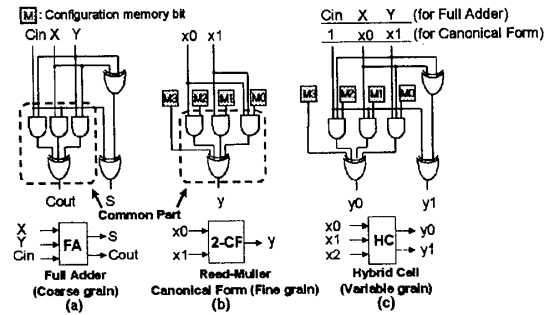 M : Configuration memory bit
Cin X Y (for Full Adder)
1 x0 x1 (for Canonical Form)
Cin X Y
x0 x1
M3 M2 M1 M0
M3 M2 M1 M0
Cout S
y
y0 y1
Common Part
X
Y
Cin
FA
S
Cout
x0
x1
2-CF
y
x0
x1
x2
HC
y0
y1
Full Adder
(Coarse grain)
(a)
Reed-Muller
Canonical Form (Fine grain)
(b)
Hybrid Cell
(Variable grain)
(c)